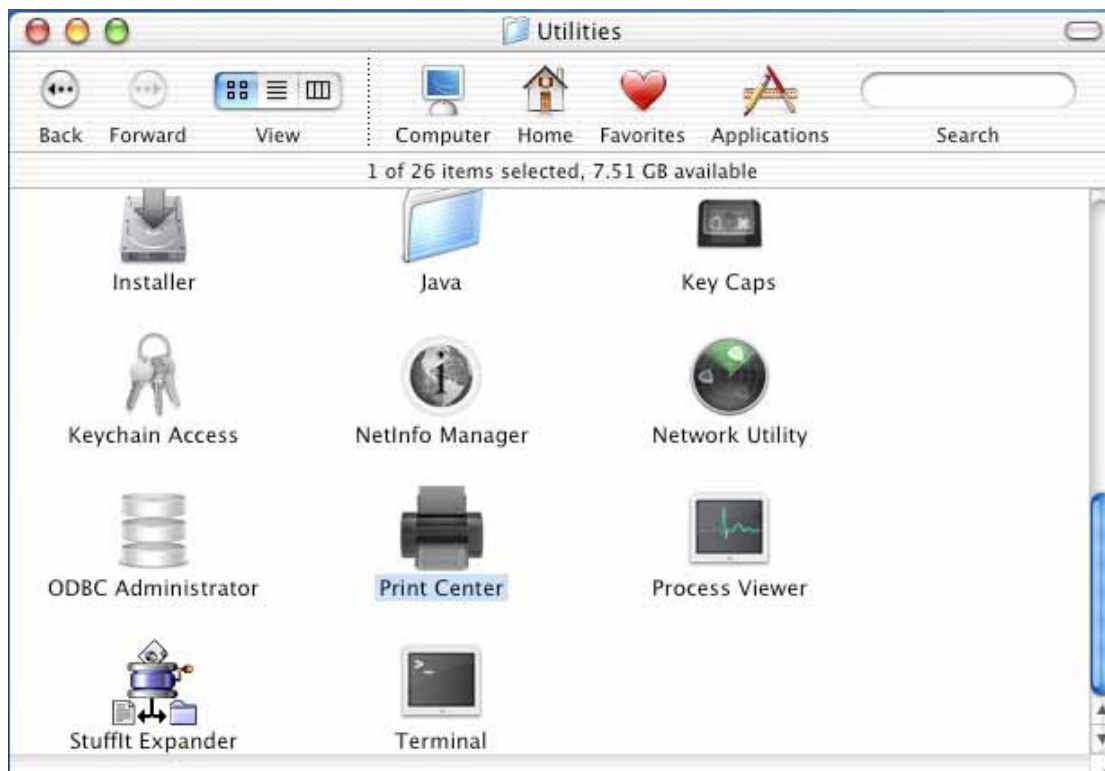 Utilities
Back Forward View Computer Home Favorites Applications Search
1 of 26 items selected, 7.51 GB available
Installer Java Key Caps
Keychain Access NetInfo Manager Network Utility
ODBC Administrator Print Center Process Viewer
StuffIt Expander Terminal